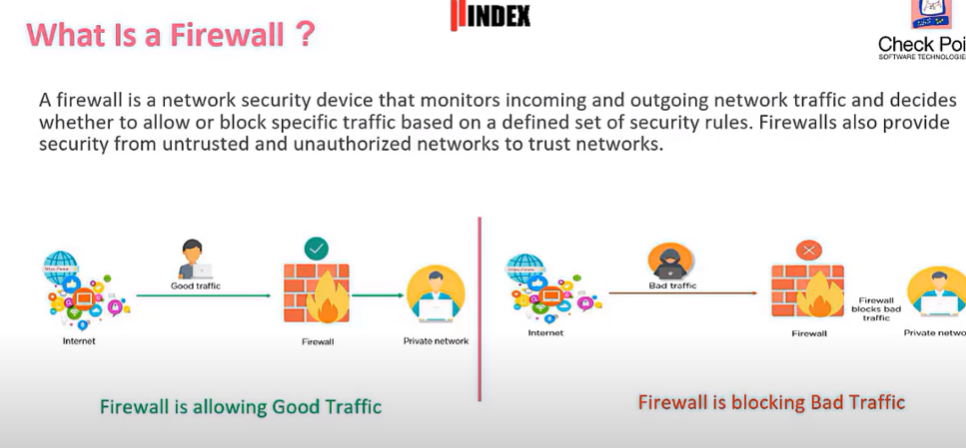 What Is a Firewall ?
INDEX
Check Poi
SOFTWARE TECHNOLOGIE
A firewall is a network security device that monitors incoming and outgoing network traffic and decides
whether to allow or block specific traffic based on a defined set of security rules. Firewalls also provide
security from untrusted and unauthorized networks to trust networks.
Good traffic
Internet
Firewall
Private network
Firewall is allowing Good Traffic
Bad traffic
Internet
Firewall
Firewall
blocks bad
traffic
Private netwo
Firewall is blocking Bad Traffic